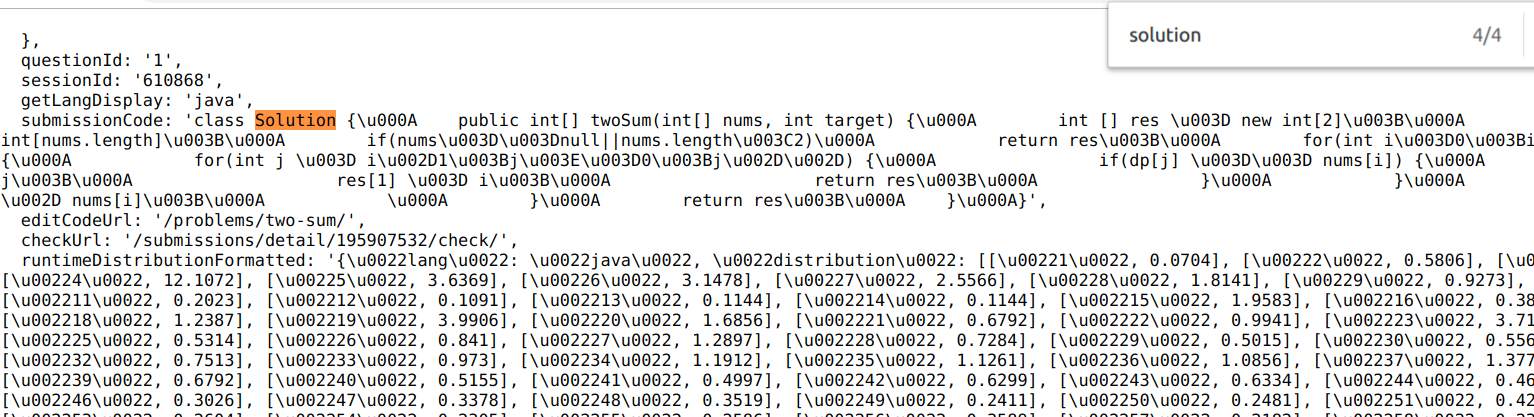 solution 4/4
},
questionId: '1',
sessionId: '610868',
getLangDisplay: 'java',
submissionCode: 'class Solution {\u000A    public int[] twoSum(int[] nums, int target) {\u000A        int [] res \u003D new int[2]\u003B\u000A
int[nums.length]\u003B\u000A        if(nums\u003D\u003Dnull||nums.length\u003C2)\u000A            return res\u003B\u000A        for(int i\u003D0\u003Bi
{\u000A            for(int j \u003D i\u002D1\u003Bj\u003E\u003D0\u003Bj\u002D\u002D) {\u000A                if(dp[j] \u003D\u003D nums[i]) {\u000A
j\u003B\u000A                    res[1] \u003D i\u003B\u000A                    return res\u003B\u000A                }\u000A            }\u000A
\u002D nums[i]\u003B\u000A            \u000A        }\u000A        return res\u003B\u000A    }\u000A}',
editCodeUrl: '/problems/two-sum/',
checkUrl: '/submissions/detail/195907532/check/',
runtimeDistributionFormatted: '{\u0022lang\u0022: \u0022java\u0022, \u0022distribution\u0022: [[\u00221\u0022, 0.0704], [\u00222\u0022, 0.5806], [\u0
[\u00224\u0022, 12.1072], [\u00225\u0022, 3.6369], [\u00226\u0022, 3.1478], [\u00227\u0022, 2.5566], [\u00228\u0022, 1.8141], [\u00229\u0022, 0.9273],
[\u002211\u0022, 0.2023], [\u002212\u0022, 0.1091], [\u002213\u0022, 0.1144], [\u002214\u0022, 0.1144], [\u002215\u0022, 1.9583], [\u002216\u0022, 0.38
[\u002218\u0022, 1.2387], [\u002219\u0022, 3.9906], [\u002220\u0022, 1.6856], [\u002221\u0022, 0.6792], [\u002222\u0022, 0.9941], [\u002223\u0022, 3.71
[\u002225\u0022, 0.5314], [\u002226\u0022, 0.841], [\u002227\u0022, 1.2897], [\u002228\u0022, 0.7284], [\u002229\u0022, 0.5015], [\u002230\u0022, 0.556
[\u002232\u0022, 0.7513], [\u002233\u0022, 0.973], [\u002234\u0022, 1.1912], [\u002235\u0022, 1.1261], [\u002236\u0022, 1.0856], [\u002237\u0022, 1.377
[\u002239\u0022, 0.6792], [\u002240\u0022, 0.5155], [\u002241\u0022, 0.4997], [\u002242\u0022, 0.6299], [\u002243\u0022, 0.6334], [\u002244\u0022, 0.46
[\u002246\u0022, 0.3026], [\u002247\u0022, 0.3378], [\u002248\u0022, 0.3519], [\u002249\u0022, 0.2411], [\u002250\u0022, 0.2481], [\u002251\u0022, 0.42